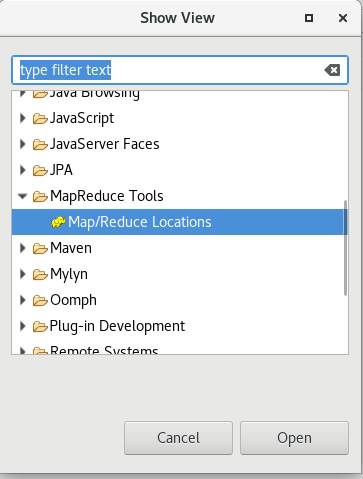 Show View
type filter text
Java Browsing
JavaScript
JavaServer Faces
JPA
MapReduce Tools
Map/Reduce Locations
Maven
Mylyn
Oomph
Plug-in Development
Remote Systems
Cancel Open